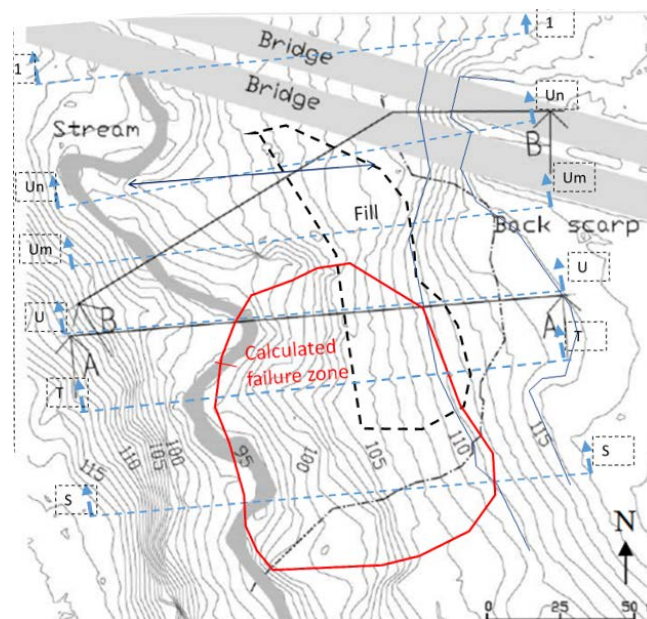 1
1
Bridge
Bridge
Un
Stream
B
Un
Um
Fill
Back scarp
Um
U
B
U
A
A
T
Calculated
failure zone
T
115
110
105
100
95
100
105
110
115
S
S
N
0 25 50